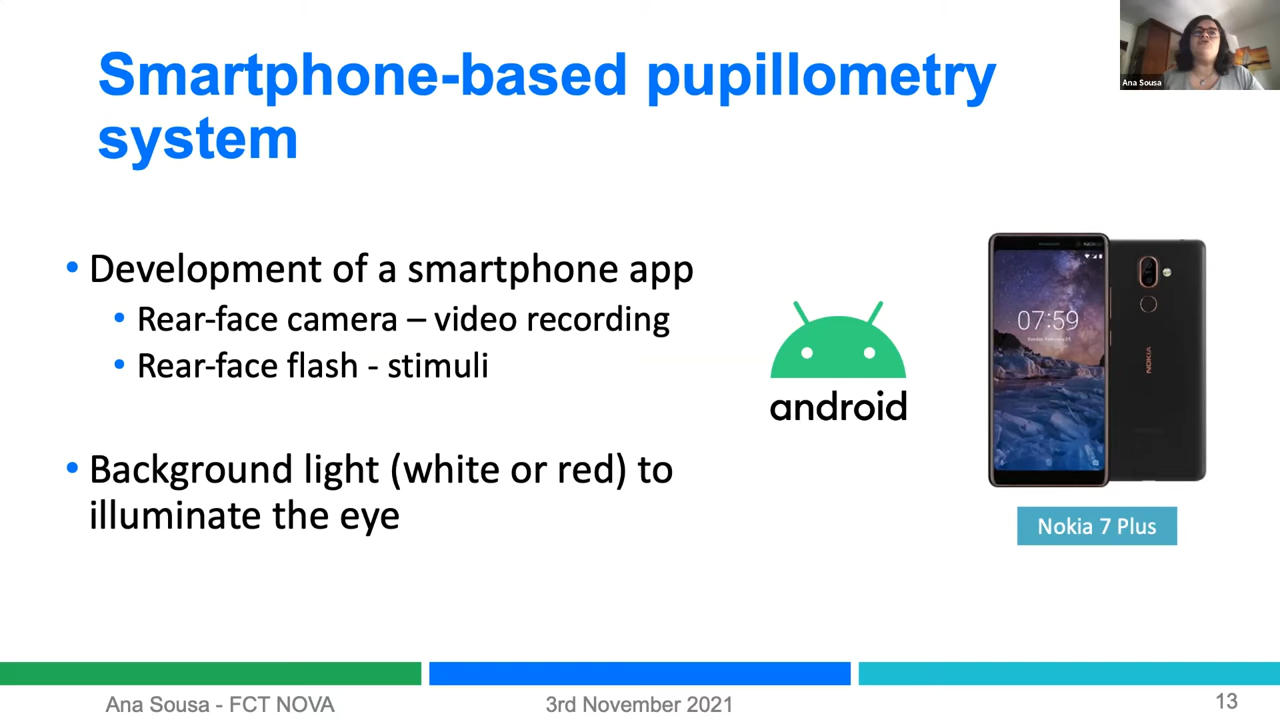 Smartphone-based pupillometry
system
Ana Sousa
• Development of a smartphone app
• Rear-face camera – video recording
• Rear-face flash - stimuli
• Background light (white or red) to
illuminate the eye
android
07:59
NOKIA
NOKIA
Nokia 7 Plus
Ana Sousa - FCT NOVA
3rd November 2021
13